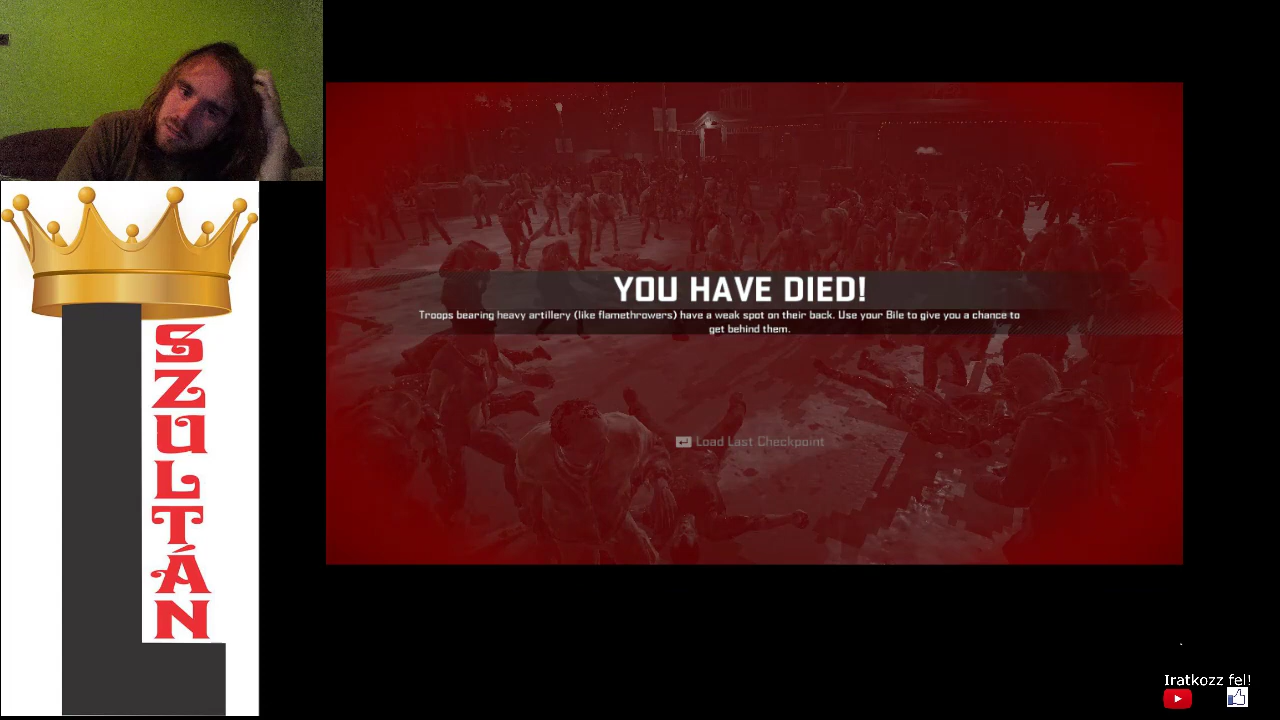 YOU HAVE DIED!
Troops bearing heavy artillery (like flamethrowers) have a weak spot on their back. Use your Bile to give you a chance to
get behind them.
Load Last Checkpoint
L
SZULTÁN
Iratkozz fel!